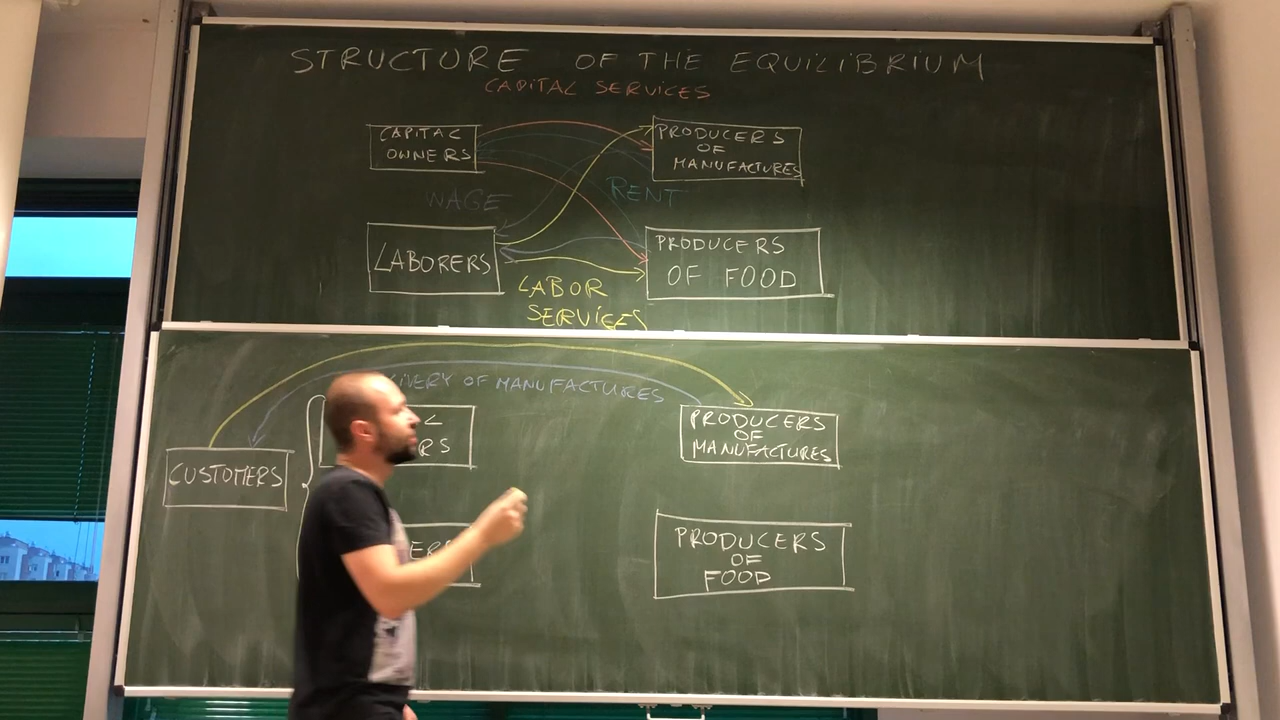 STRUCTURE OF THE EQUILIBRIUM
CAPITAL SERVICES
CAPITAL
OWNERS
PRODUCERS
OF
MANUFACTURES
WAGE
RENT
LABORERS
PRODUCERS
OF FOOD
LABOR
SERVICES
OF MANUFACTURES
PRODUCERS
OF
MANUFACTURES
CUSTOMERS
PRODUCERS
OF
FOOD